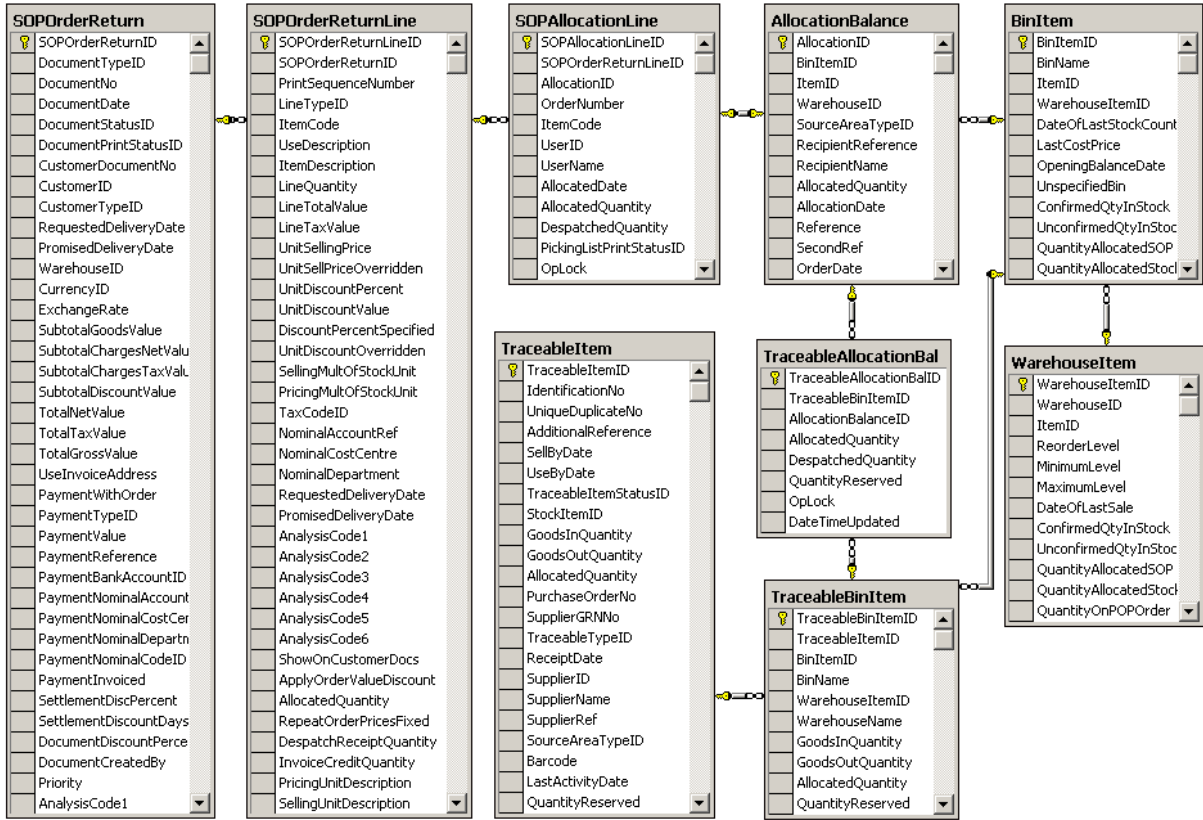 SOPOrderReturn
SOPOrderReturnID
DocumentTypeID
DocumentNo
DocumentDate
DocumentStatusID
DocumentPrintStatusID
CustomerDocumentNo
CustomerID
CustomerTypeID
RequestedDeliveryDate
PromisedDeliveryDate
WarehouseID
CurrencyID
ExchangeRate
SubtotalGoodsValue
SubtotalChargesNetValu
SubtotalChargesTaxValu
SubtotalDiscountValue
TotalNetValue
TotalTaxValue
TotalGrossValue
UseInvoiceAddress
PaymentWithOrder
PaymentTypeID
PaymentValue
PaymentReference
PaymentBankAccountID
PaymentNominalAccount
PaymentNominalCostCer
PaymentNominalDepartn
PaymentNominalCodeID
PaymentInvoiced
SettlementDiscPercent
SettlementDiscountDays
DocumentDiscountPerce
DocumentCreatedBy
Priority
AnalysisCode1
SOPOrderReturnLine
SOPOrderReturnLineID
SOPOrderReturnID
PrintSequenceNumber
LineTypeID
ItemCode
UseDescription
ItemDescription
LineQuantity
LineTotalValue
LineTaxValue
UnitSellingPrice
UnitSellPriceOverridden
UnitDiscountPercent
UnitDiscountValue
DiscountPercentSpecified
UnitDiscountOverridden
SellingMultOfStockUnit
PricingMultOfStockUnit
TaxCodeID
NominalAccountRef
NominalCostCentre
NominalDepartment
RequestedDeliveryDate
PromisedDeliveryDate
AnalysisCode1
AnalysisCode2
AnalysisCode3
AnalysisCode4
AnalysisCode5
AnalysisCode6
ShowOnCustomerDocs
ApplyOrderValueDiscount
AllocatedQuantity
RepeatOrderPricesFixed
DespatchReceiptQuantity
InvoiceCreditQuantity
PricingUnitDescription
SellingUnitDescription
SOPAllocationLine
SOPAllocationLineID
SOPOrderReturnLineID
AllocationID
OrderNumber
ItemCode
UserID
UserName
AllocatedDate
AllocatedQuantity
DespatchedQuantity
PickingListPrintStatusID
OpLock
AllocationBalance
AllocationID
BinItemID
ItemID
WarehouseID
SourceAreaTypeID
RecipientReference
RecipientName
AllocatedQuantity
AllocationDate
Reference
SecondRef
OrderDate
BinItem
BinItemID
BinName
ItemID
WarehouseItemID
DateOfLastStockCount
LastCostPrice
OpeningBalanceDate
UnspecifiedBin
ConfirmedQtyInStock
UnconfirmedQtyInStoc
QuantityAllocatedSOP
QuantityAllocatedStocl
TraceableItem
TraceableItemID
IdentificationNo
UniqueDuplicateNo
AdditionalReference
SellByDate
UseByDate
TraceableItemStatusID
StockItemID
GoodsInQuantity
GoodsOutQuantity
AllocatedQuantity
PurchaseOrderNo
SupplierGRNNo
TraceableTypeID
ReceiptDate
SupplierID
SupplierName
SupplierRef
SourceAreaTypeID
Barcode
LastActivityDate
QuantityReserved
TraceableAllocationBal
TraceableAllocationBalID
TraceableBinItemID
AllocationBalanceID
AllocatedQuantity
DespatchedQuantity
QuantityReserved
OpLock
DateTimeUpdated
WarehouseItem
WarehouseItemID
WarehouseID
ItemID
ReorderLevel
MinimumLevel
MaximumLevel
DateOfLastSale
ConfirmedQtyInStock
UnconfirmedQtyInStoc
QuantityAllocatedSOP
QuantityAllocatedStocl
QuantityOnPOPOrder
TraceableBinItem
TraceableBinItemID
TraceableItemID
BinItemID
BinName
WarehouseItemID
WarehouseName
GoodsInQuantity
GoodsOutQuantity
AllocatedQuantity
QuantityReserved